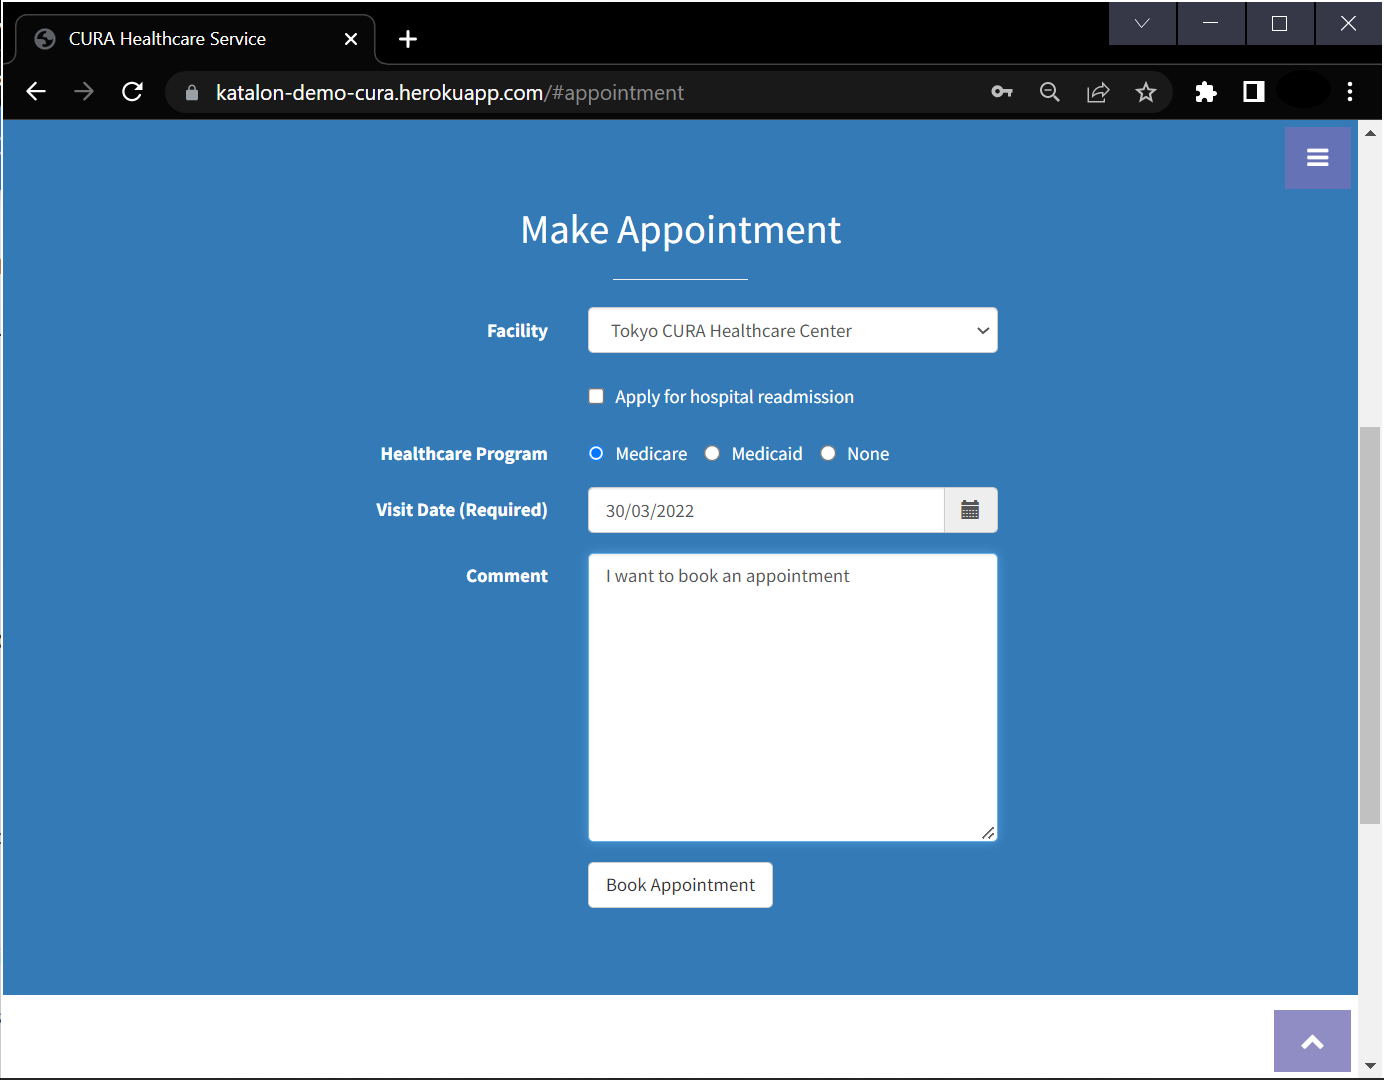 CURA Healthcare Service
katalon-demo-cura.herokuapp.com/#appointment
Make Appointment
Facility
Tokyo CURA Healthcare Center
Apply for hospital readmission
Healthcare Program
Medicare Medicaid None
Visit Date (Required)
30/03/2022
Comment
I want to book an appointment
Book Appointment